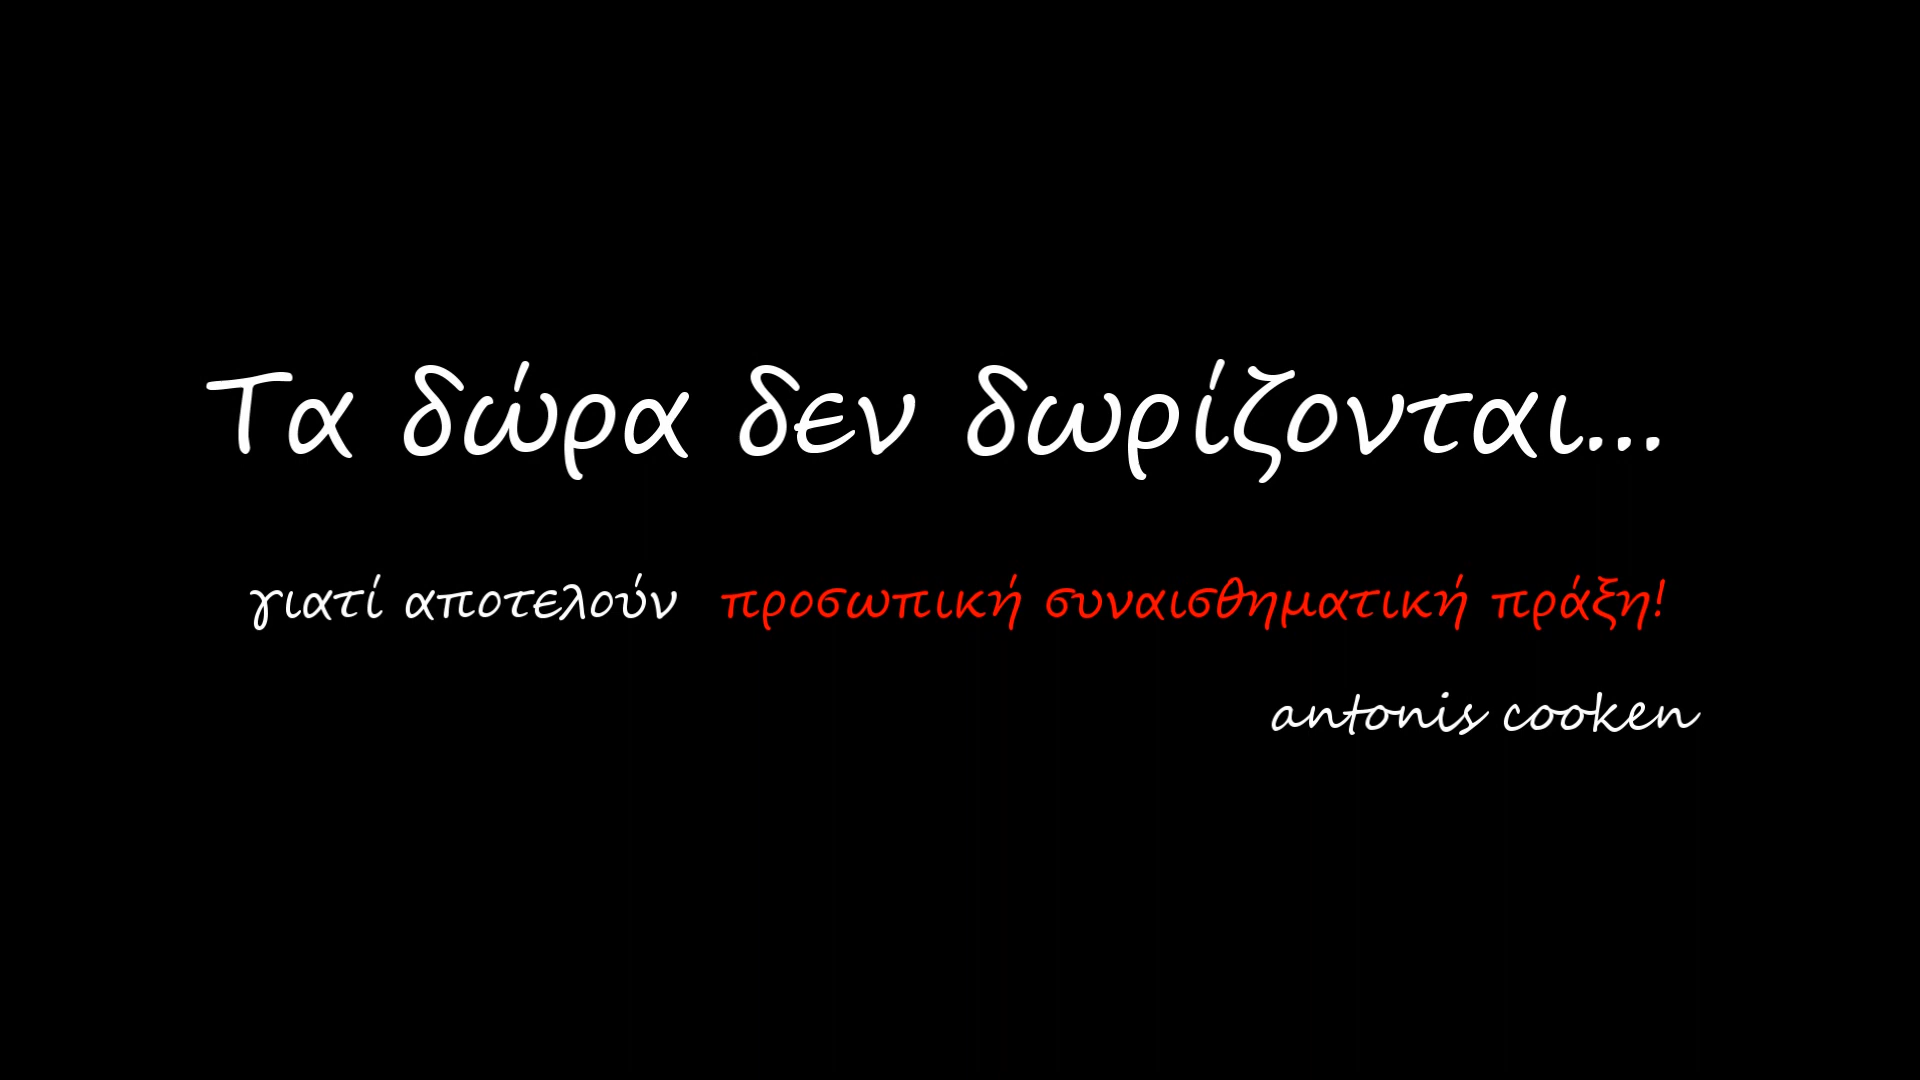 Τα δώρα δεν δωρίζονται...
γιατί αποτελούν προσωπική συναισθηματική πράξη!
antonis cooken